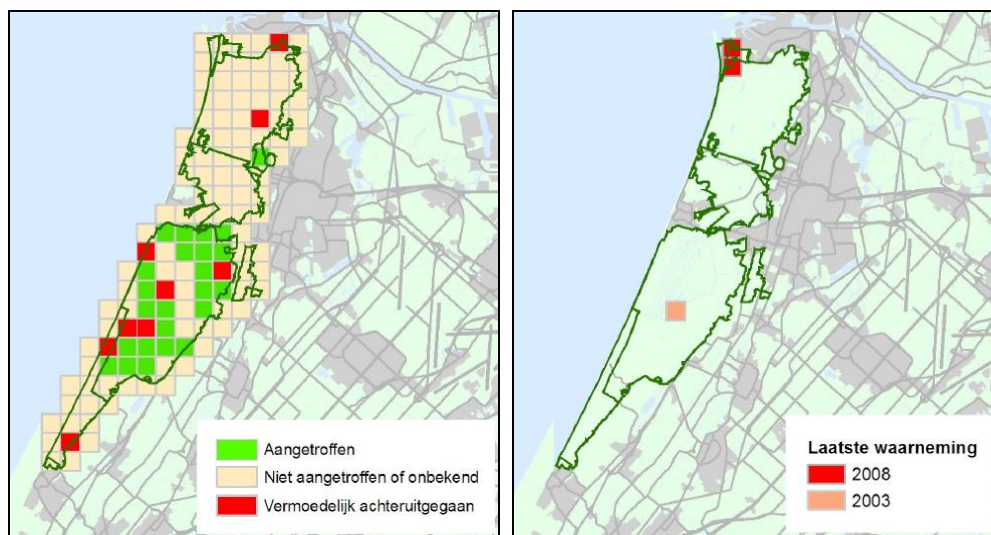 Aangetroffen
Niet aangetroffen of onbekend
Vermoedelijk achteruitgegaan
Laatste waarneming
2008
2003